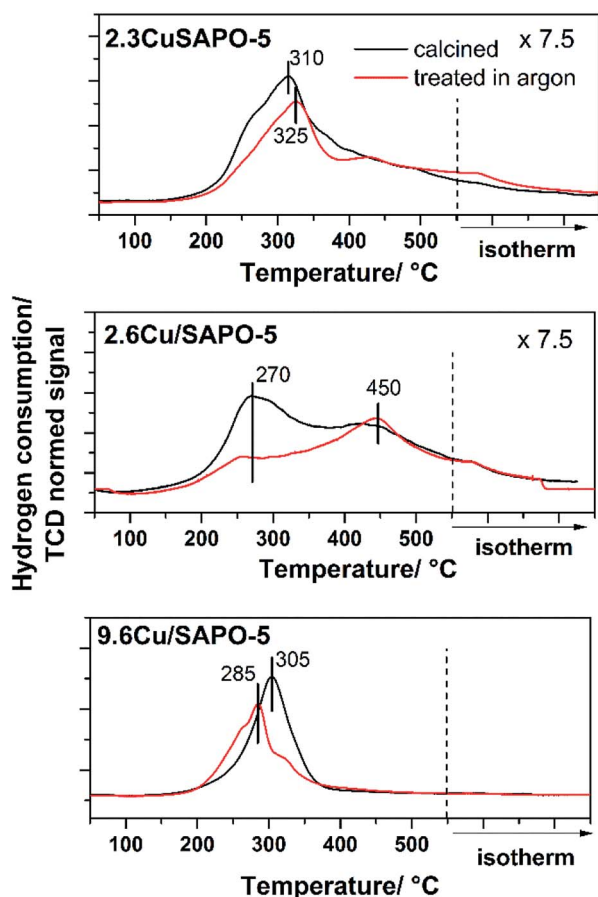 2.3CuSAPO-5
310
calcined
x 7.5
treated in argon
325
100 200 300 400 500
isotherm
Temperature/ °C
2.6Cu/SAPO-5
x 7.5
270
450
100 200 300 400 500
isotherm
Temperature/ °C
Hydrogen consumption/
TCD normed signal
9.6Cu/SAPO-5
305
285
100 200 300 400 500
isotherm
Temperature/ °C